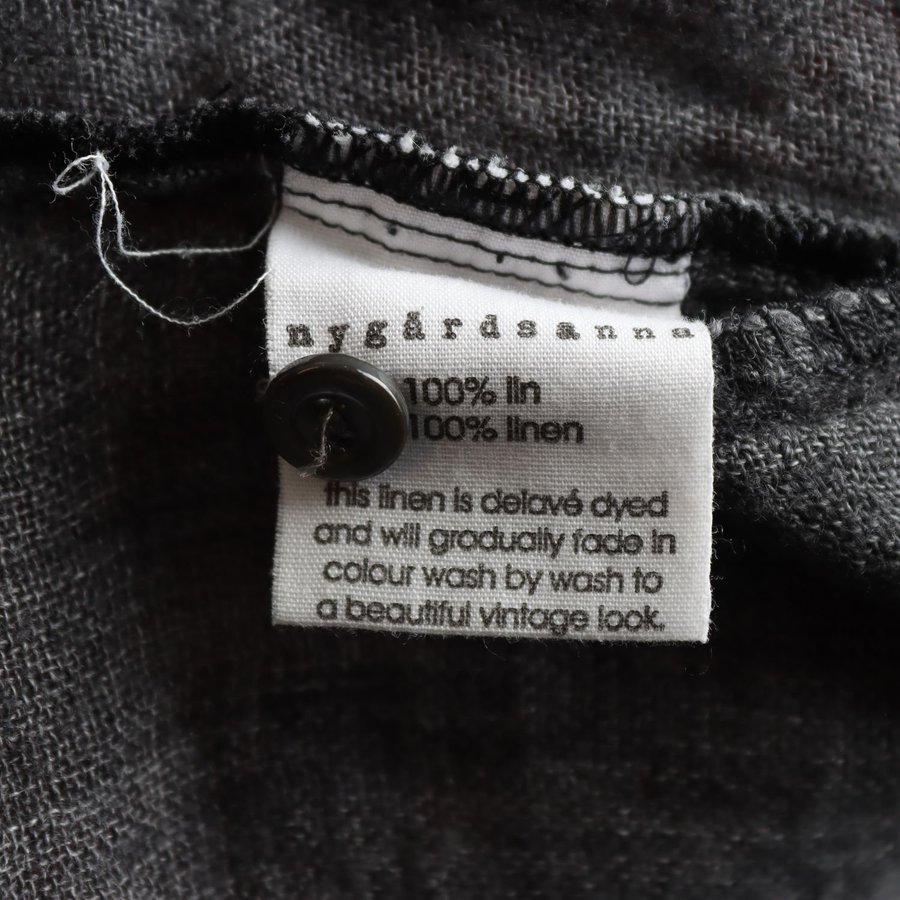 nygårdsanna
100% lin
100% linen
this linen is delavé dyed
and will gradually fade in
colour wash by wash to
a beautiful vintage look.